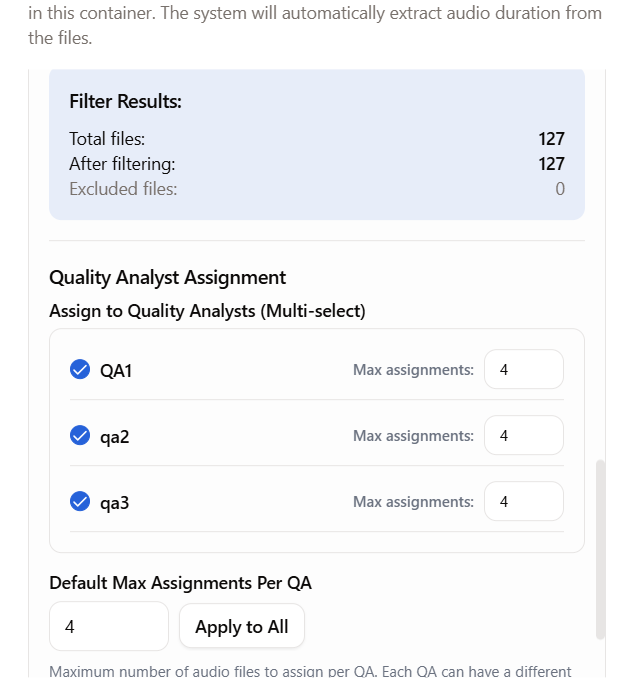 in this container. The system will automatically extract audio duration from
the files.
Filter Results:
Total files: 127
After filtering: 127
Excluded files: 0
Quality Analyst Assignment
Assign to Quality Analysts (Multi-select)
QA1 Max assignments: 4
qa2 Max assignments: 4
qa3 Max assignments: 4
Default Max Assignments Per QA
4 Apply to All
Maximum number of audio files to assign per QA. Each QA can have a different